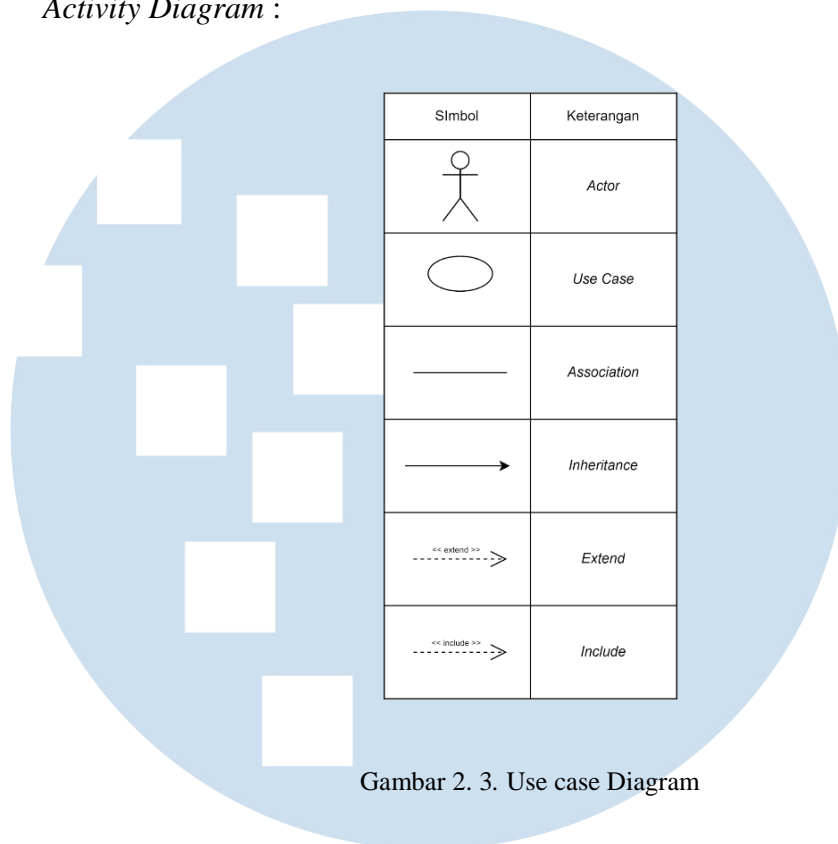 Activity Diagram :
SImbol Keterangan
Actor
Use Case
Association
Inheritance
<< extend >> Extend
<< include >> Include
Gambar 2. 3. Use case Diagram